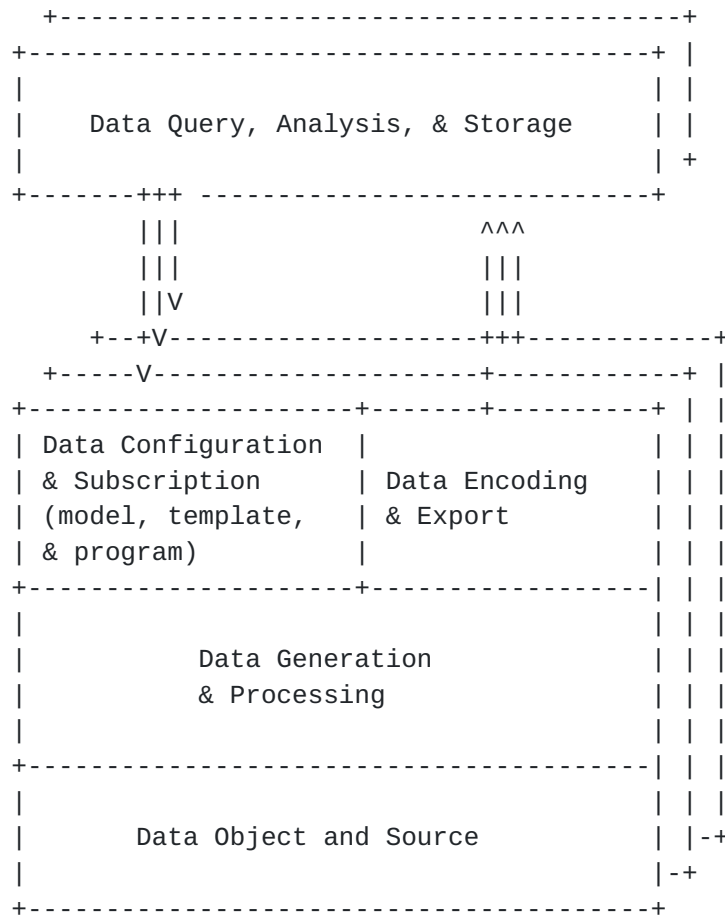 Data Query, Analysis, & Storage
Data Configuration
& Subscription
(model, template,
& program)
Data Encoding
& Export
Data Generation
& Processing
Data Object and Source